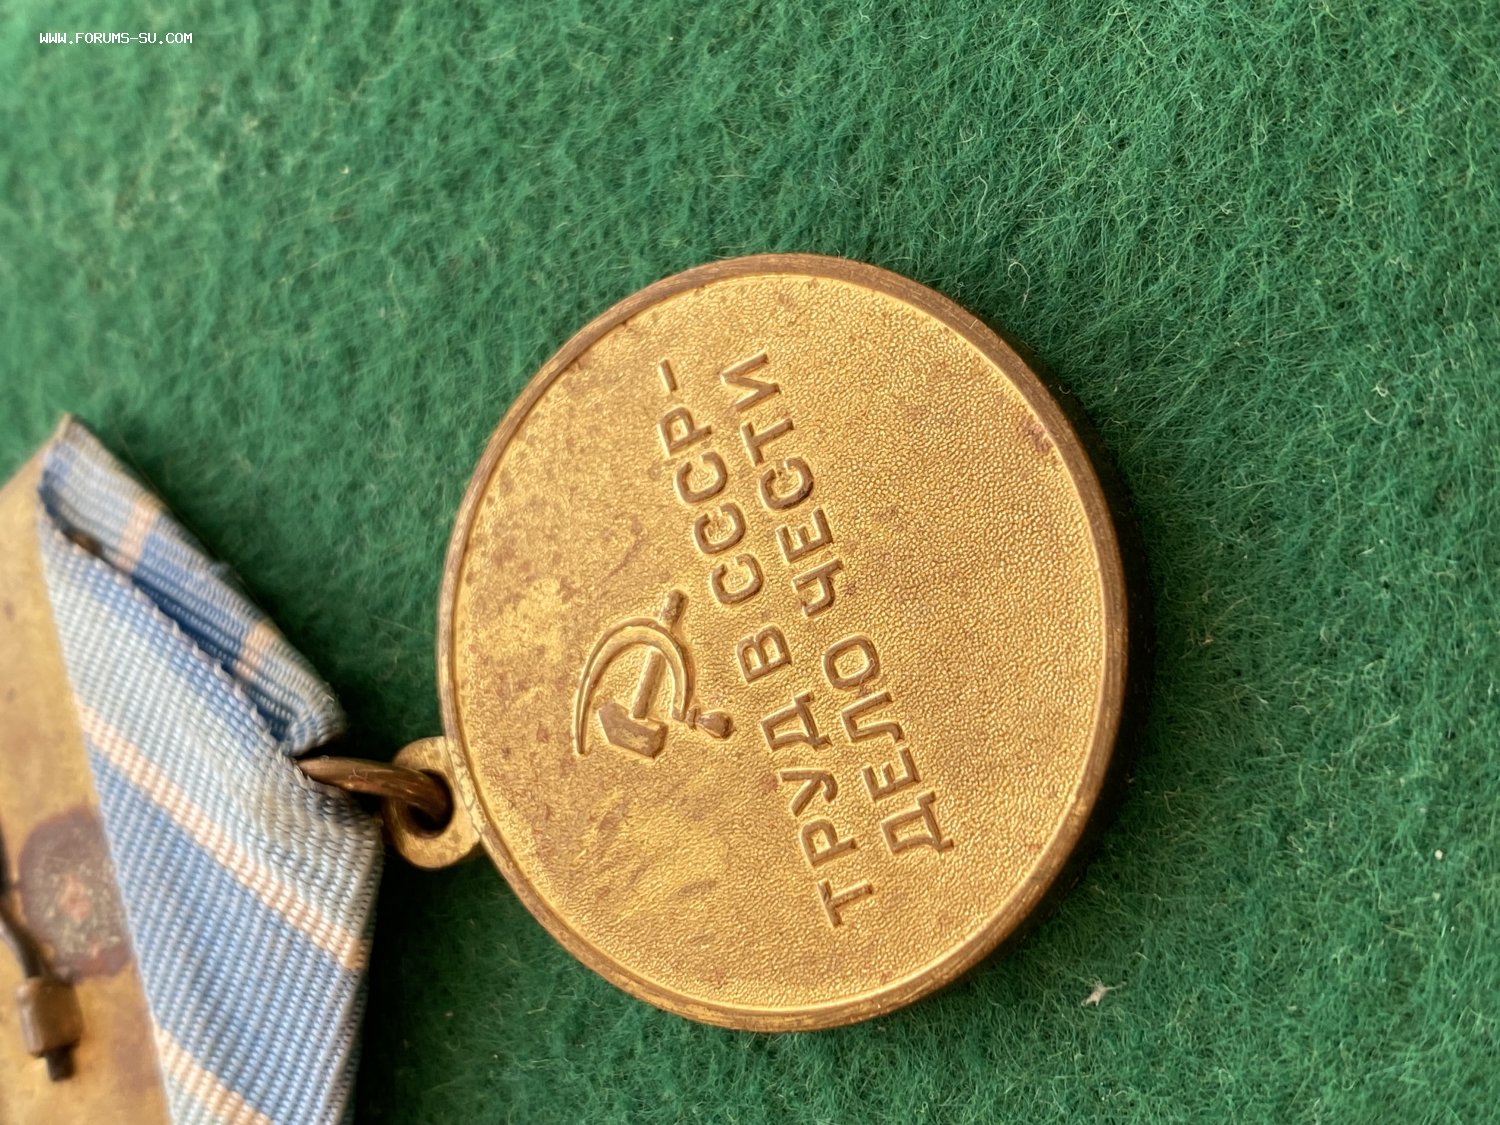 WWW.FORUMS-SU.COM
ТРУД В СССР-
ДЕЛО ЧЕСТИ